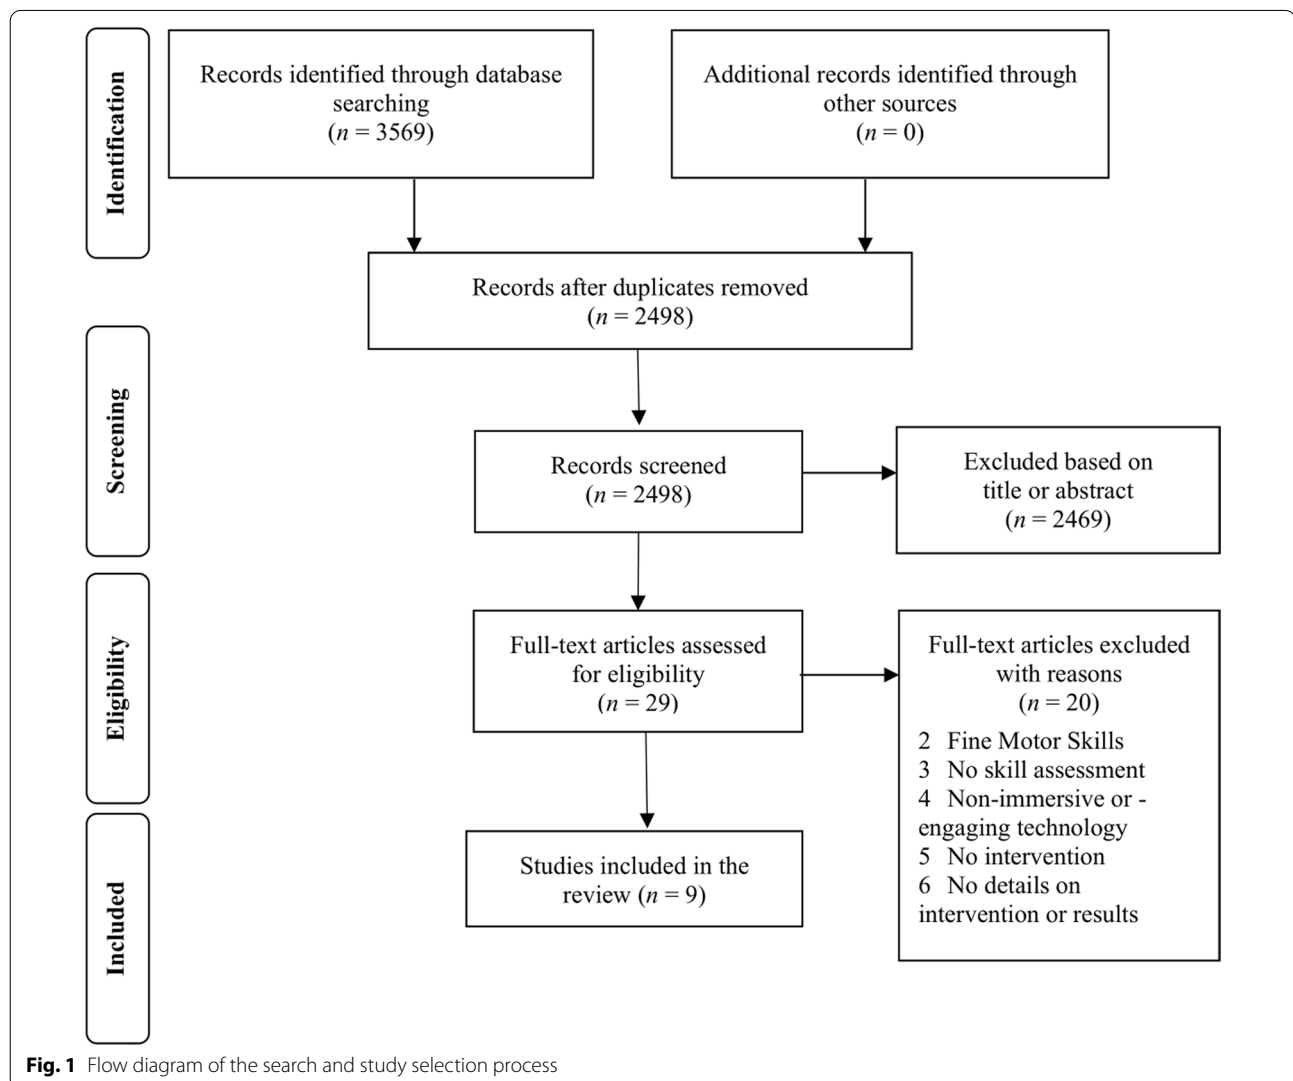 Identification
Records identified through database
searching
(n = 3569)
Additional records identified through
other sources
(n = 0)
Records after duplicates removed
(n = 2498)
Screening
Records screened
(n = 2498)
Excluded based on
title or abstract
(n = 2469)
Eligibility
Full-text articles assessed
for eligibility
(n = 29)
Full-text articles excluded
with reasons
(n = 20)
2 Fine Motor Skills
3 No skill assessment
4 Non-immersive or -
engaging technology
5 No intervention
6 No details on
intervention or results
Included
Studies included in the
review (n = 9)
Fig. 1 Flow diagram of the search and study selection process